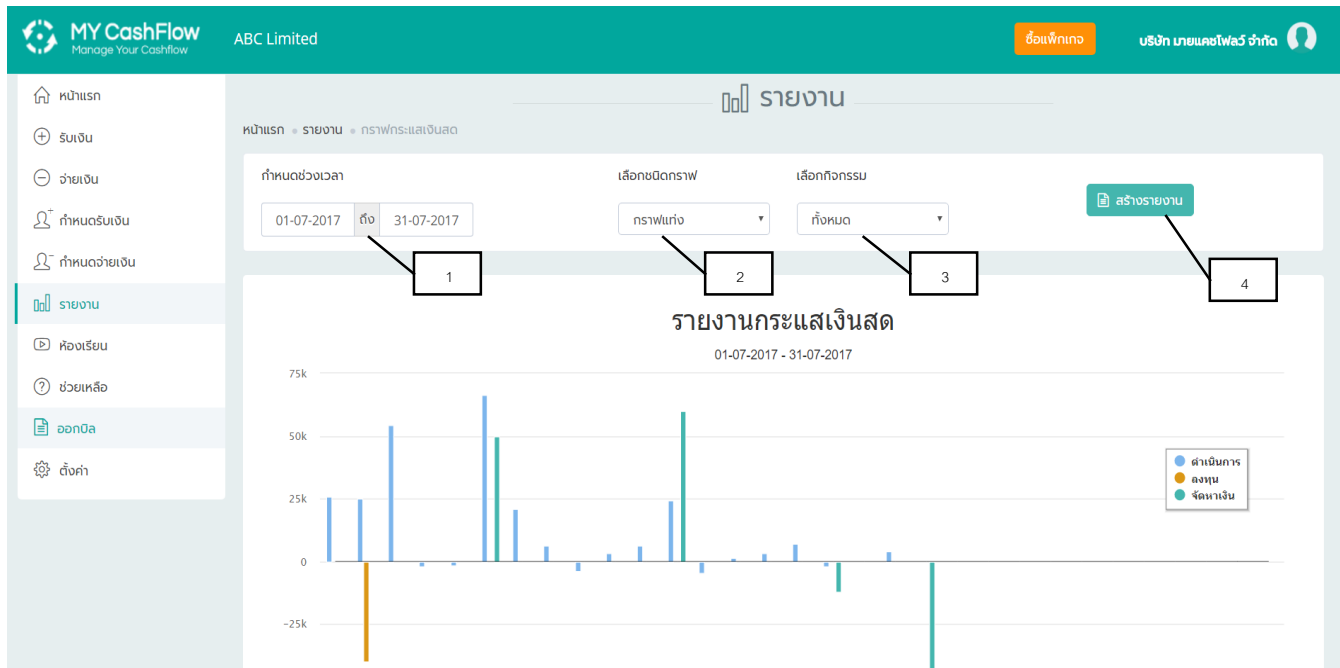 MY CashFlow
Manage Your Cashflow
ABC Limited
ซื้อแพ็กเกจ
บริษัท มายแคชโฟลว์ จำกัด
หน้าแรก
รับเงิน
จ่ายเงิน
กำหนดรับเงิน
กำหนดจ่ายเงิน
รายงาน
ห้องเรียน
ช่วยเหลือ
ออกบิล
ตั้งค่า
รายงาน
หน้าแรก รายงาน กราฟกระแสเงินสด
กำหนดช่วงเวลา
เลือกชนิดกราฟ
เลือกกิจกรรม
01-07-2017 ถึง 31-07-2017
กราฟแท่ง
ทั้งหมด
สร้างรายงาน
1
2
3
4
รายงานกระแสเงินสด
01-07-2017 - 31-07-2017
75k
50k
25k
0
-25k
ดำเนินการ
ลงทุน
จัดหาเงิน